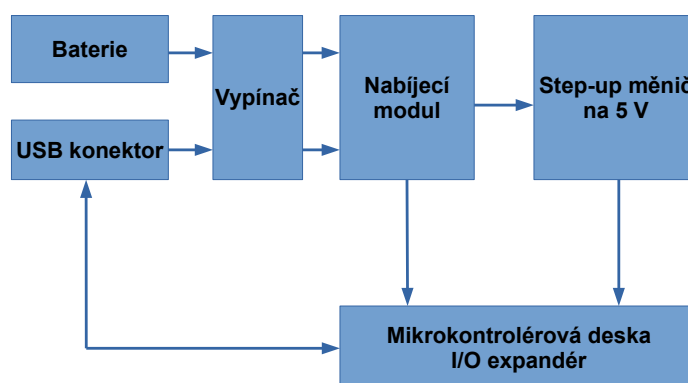 Baterie
USB konektor
Vypínač
Nabíjecí
modul
Step-up měnič
na 5 V
Mikrokontrolérová deska
I/O expandér